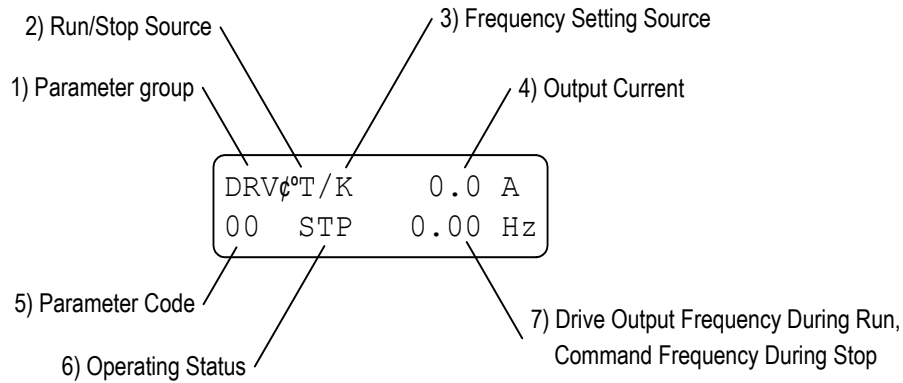 2) Run/Stop Source
3) Frequency Setting Source
1) Parameter group
4) Output Current
DRV¢ºT/K 0.0 A
00 STP 0.00 Hz
5) Parameter Code
7) Drive Output Frequency During Run,
Command Frequency During Stop
6) Operating Status